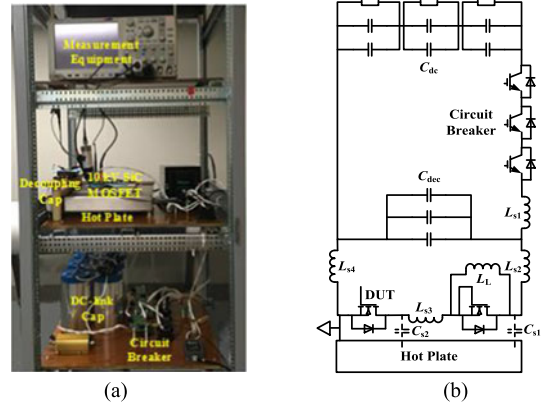 Measurement
Equipment
Decoupling
Cap
10 kV SiC
MOSFET
Hot Plate
DC-link
Cap
Circuit
Breaker
(a)
Cdc
Circuit
Breaker
Cdec
Ls1
Ls4
Ls2
LL
DUT
Ls3
Cs2
Cs1
Hot Plate
(b)